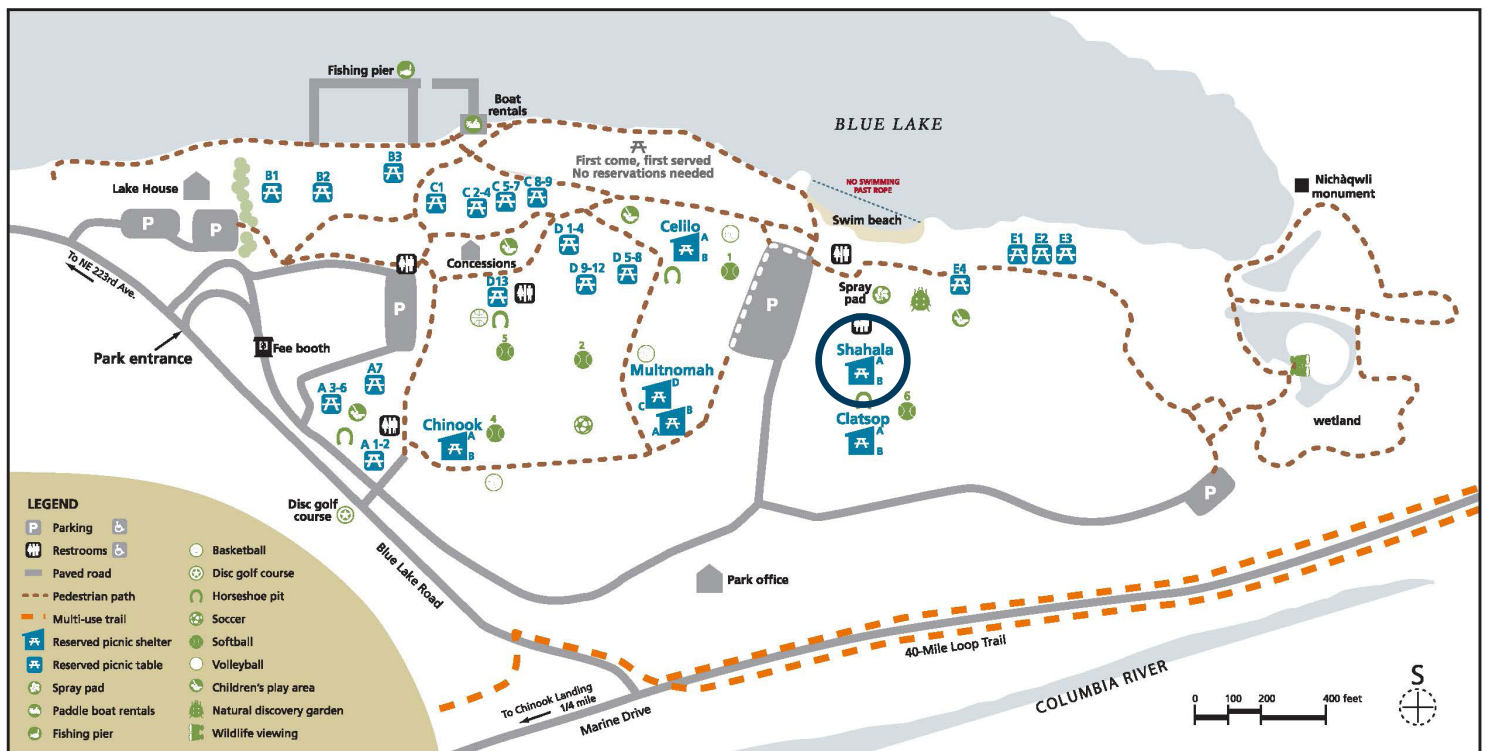 Fishing pier
Boat
rentals
BLUE LAKE
First come, first served
No reservations needed
NO SWIMMING
PAST ROPE
Swim beach
Nichàqwli
monument
Lake House
B1
B2
B3
C1
C 2-4
C 5-7
C 8-9
P
P
To NE 223rd Ave.
Concessions
D 1-4
D 9-12
D 5-8
D13
Celilo
A
B
1
P
P
E1
E2
E3
E4
Spray
pad
Park entrance
Fee booth
5
2
Shahala
A
B
Multnomah
D
C
B
A
A7
A 3-6
A 1-2
Chinook
A
B
4
6
Clatsop
A
B
wetland
P
Disc golf
course
Blue Lake Road
Park office
40-Mile Loop Trail
COLUMBIA RIVER
To Chinook Landing
1/4 mile
Marine Drive
0 100 200 400 feet
S
LEGEND
P Parking
Restrooms
Paved road
Pedestrian path
Multi-use trail
Reserved picnic shelter
Reserved picnic table
Spray pad
Paddle boat rentals
Fishing pier
Basketball
Disc golf course
Horseshoe pit
Soccer
Softball
Volleyball
Children's play area
Natural discovery garden
Wildlife viewing